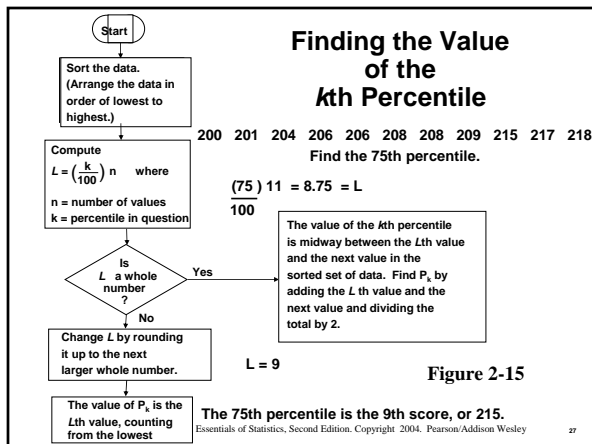 Start
Finding the Value
of the
kth Percentile
Sort the data.
(Arrange the data in
order of lowest to
highest.)
200 201 204 206 206 208 208 209 215 217 218
Find the 75th percentile.
Compute
L = (k/100) n where
n = number of values
k = percentile in question
(75) 11 = 8.75 = L
100
Is
L a whole
number
?
Yes
The value of the kth percentile
is midway between the Lth value
and the next value in the
sorted set of data. Find Pk by
adding the L th value and the
next value and dividing the
total by 2.
No
Change L by rounding
it up to the next
larger whole number.
L = 9
Figure 2-15
The value of Pk is the
Lth value, counting
from the lowest
The 75th percentile is the 9th score, or 215.
Essentials of Statistics, Second Edition. Copyright 2004. Pearson/Addison Wesley
27